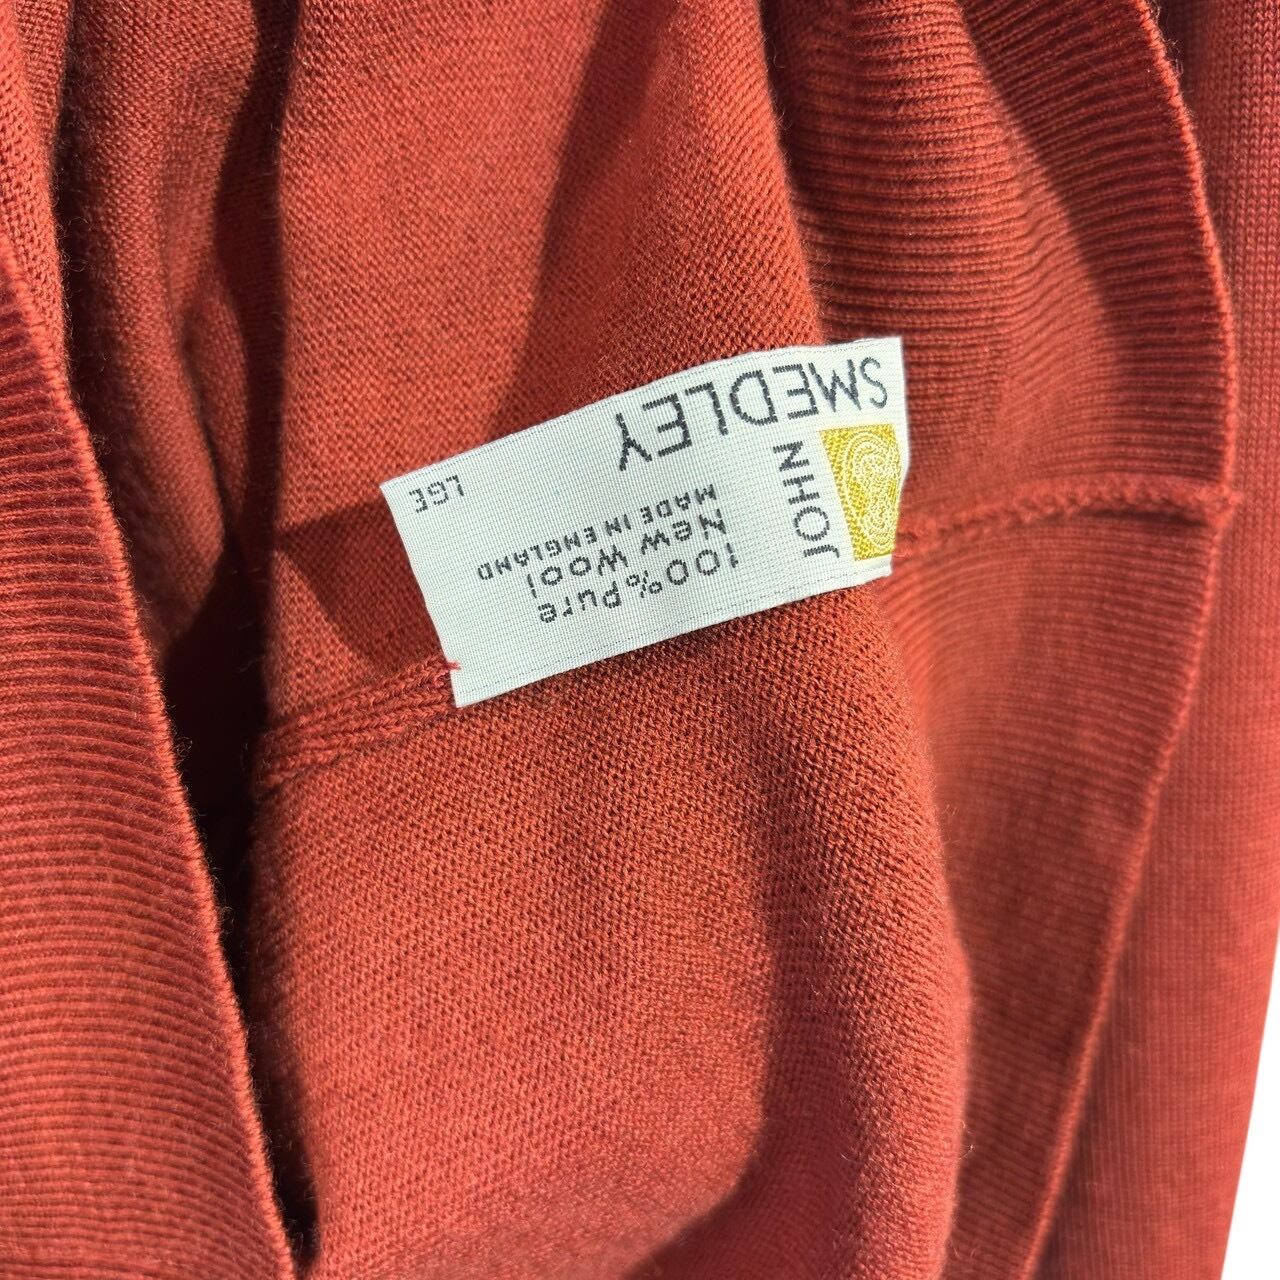 JOHN
SMEDLEY
100% Pure
New Wool
MADE IN ENGLAND
LGE